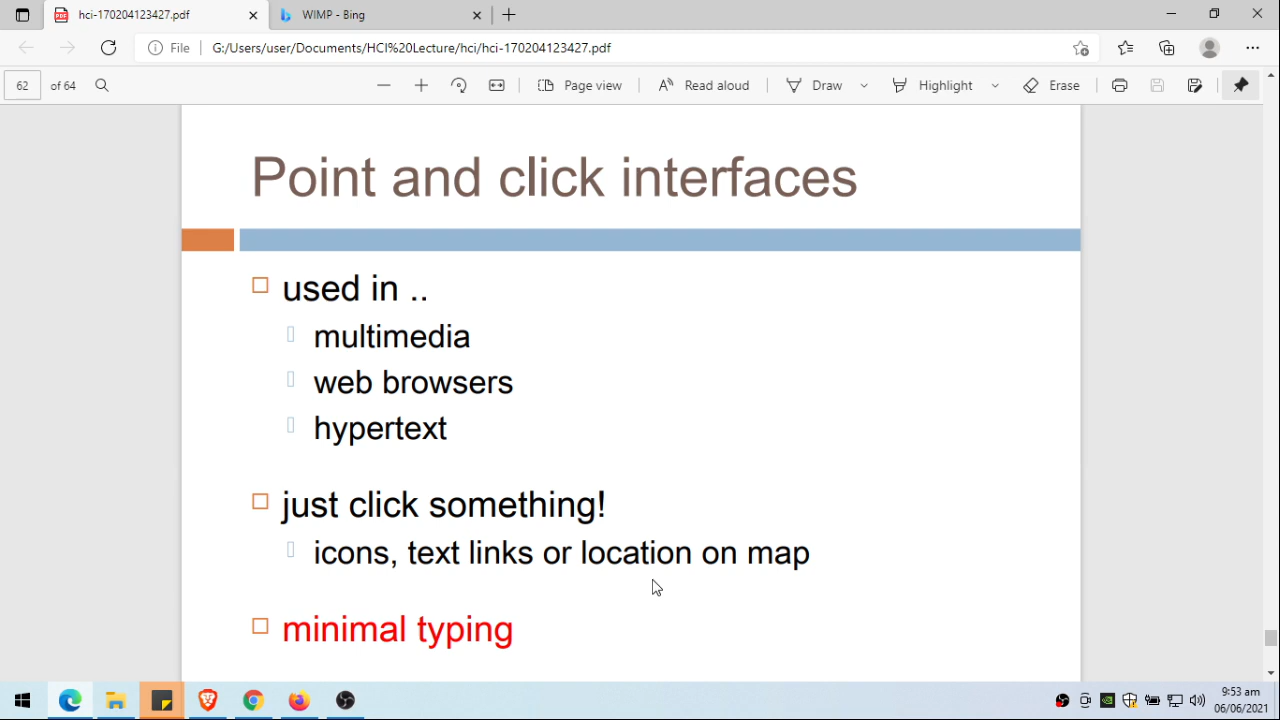 hci-170204123427.pdf
WIMP - Bing
File
G:/Users/user/Documents/HCI%20Lecture/hci/hci-170204123427.pdf
62 of 64
Page view
Read aloud
Draw
Highlight
Erase
Point and click interfaces
used in ..
multimedia
web browsers
hypertext
just click something!
icons, text links or location on map
minimal typing
9:53 am
06/06/2021